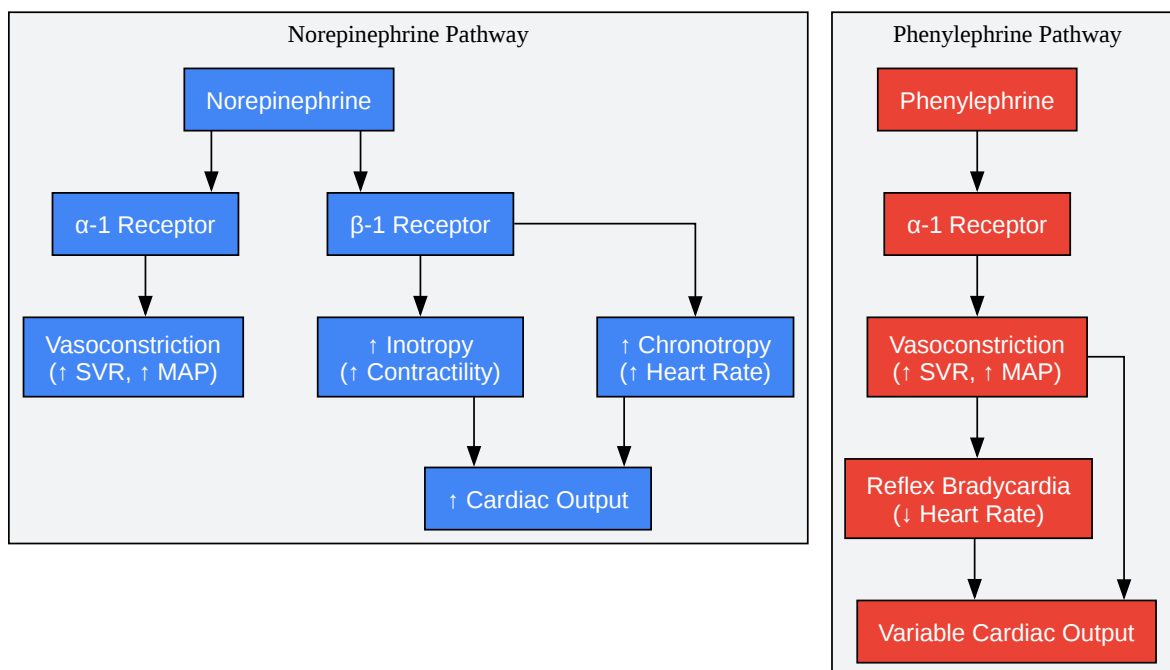 Norepinephrine Pathway
Norepinephrine
α-1 Receptor
β-1 Receptor
Vasoconstriction
(↑ SVR, ↑ MAP)
↑ Inotropy
(↑ Contractility)
↑ Chronotropy
(↑ Heart Rate)
↑ Cardiac Output
Phenylephrine Pathway
Phenylephrine
α-1 Receptor
Vasoconstriction
(↑ SVR, ↑ MAP)
Reflex Bradycardia
(↓ Heart Rate)
Variable Cardiac Output